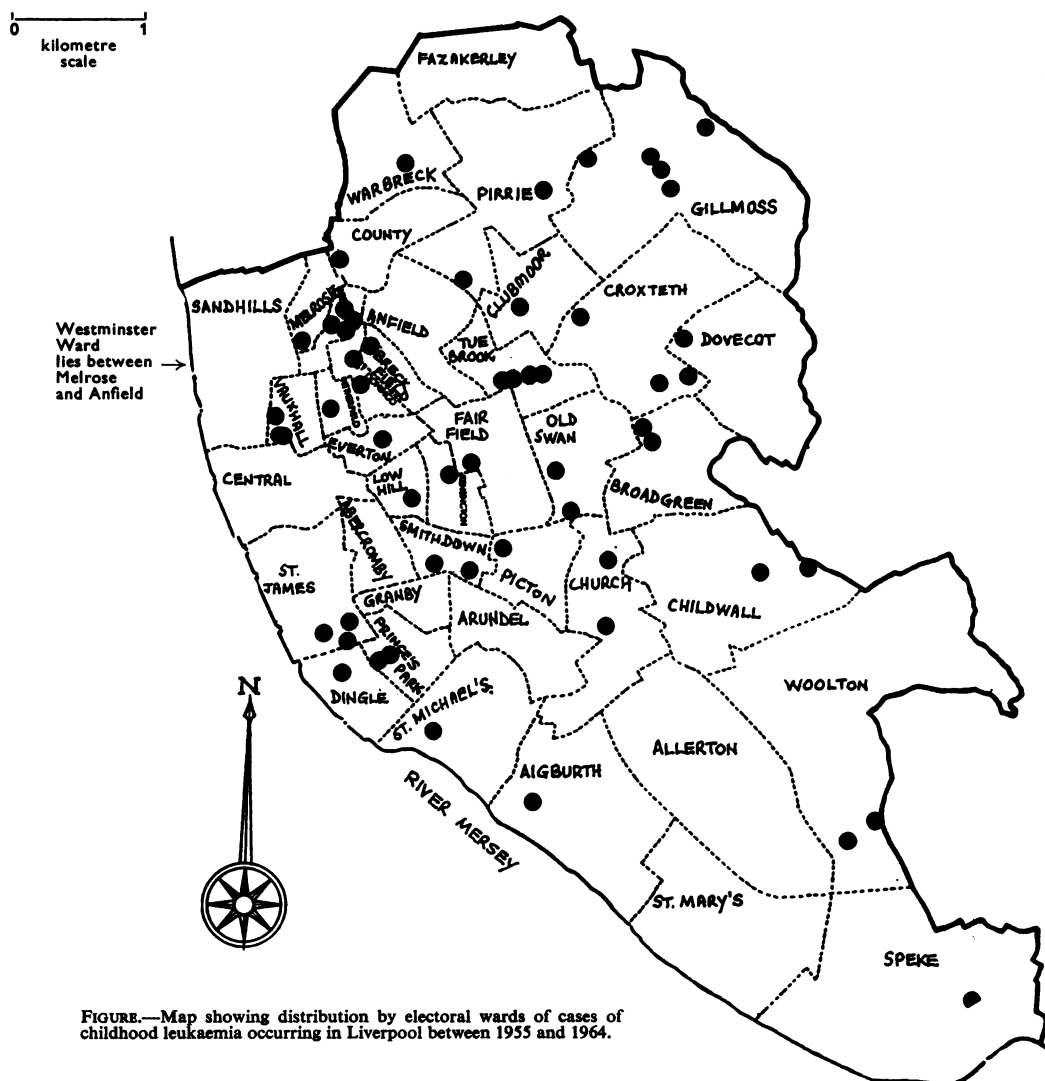 0 1
kilometre
scale
FAZAKERLEY
WARBRECK
PIRRIE
GILLMOSS
COUNTY
CLUBMOOR
CROXTETH
SANDHILLS
MELROSE
ANFIELD
DOVECOT
Westminster
Ward
lies between
Melrose
and Anfield
TUE
BROOK
VAUXHALL
FAIR
FIELD
OLD
SWAN
EVERTON
CENTRAL
LOW
HILL
BROADGREEN
ABERCROMBY
SMITHDOWN
PICTON
CHURCH
ST.
JAMES
GRANBY
ARUNDEL
CHILDWALL
PRINCE'S
PARK
DINGLE
N
WOOLTON
ST. MICHAEL'S.
ALLERTON
AIGBURTH
RIVER MERSEY
ST. MARY'S
SPEKE
FIGURE.—Map showing distribution by electoral wards of cases of
childhood leukaemia occurring in Liverpool between 1955 and 1964.